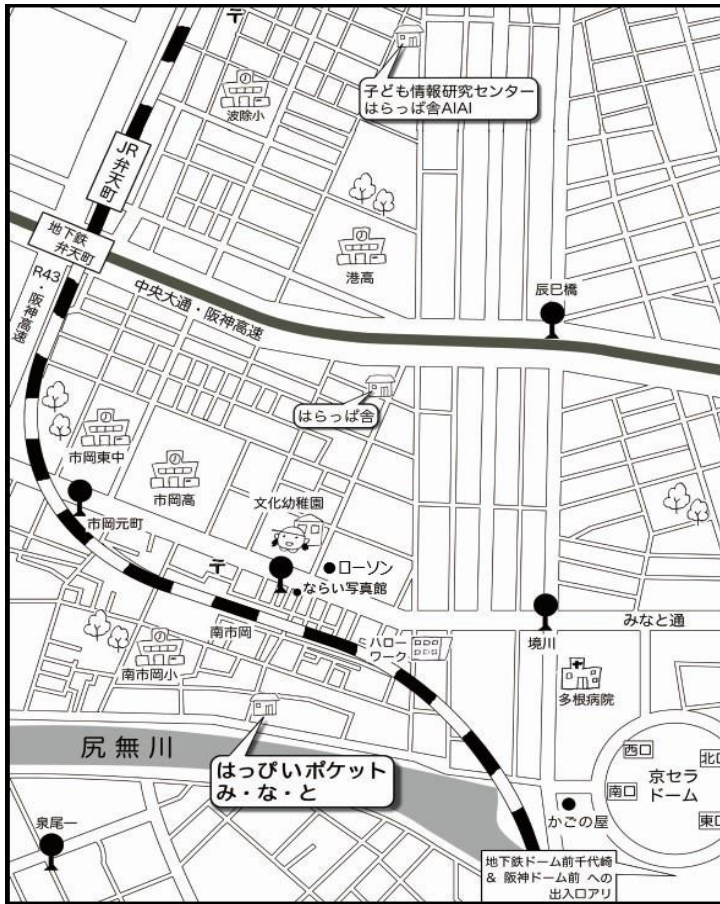 〒
子ども情報研究センター
はらっぱ舎AIAI
波除小
JR弁天町
地下鉄
弁天町
港高
R43・阪神高速
中央大通・阪神高速
辰巳橋
はらっぱ舎
市岡東中
市岡高
文化幼稚園
市岡元町
〒
ローソン
ならい写真館
みなと通
南市岡
ハロー
ワーク
境川
南市岡小
多根病院
尻無川
はっぴいポケット
み・な・と
西口
北口
京セラ
ドーム
南口
東口
かごの屋
泉尾一
地下鉄ドーム前千代崎
& 阪神ドーム前 への
出入口アリ